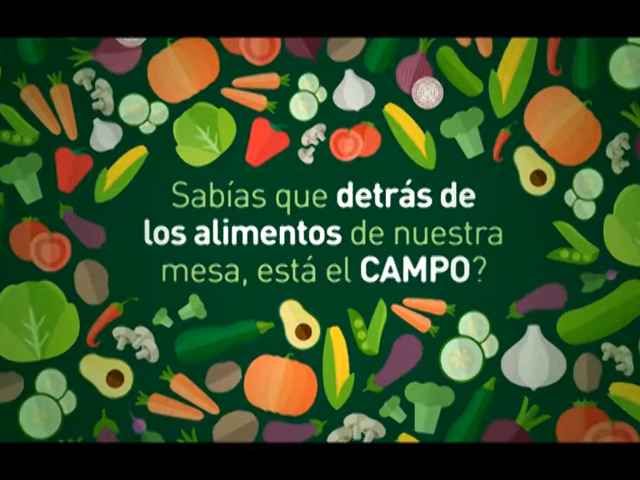 Sabías que detrás de
los alimentos de nuestra
mesa, está el CAMPO?